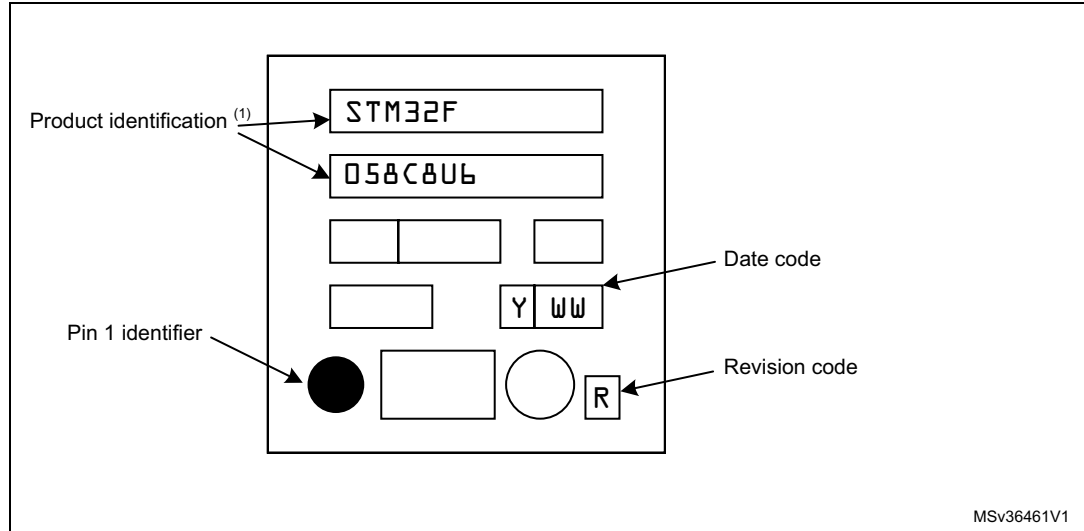 STM32F
Product identification (1)
058C8U6
Date code
Y WW
Pin 1 identifier
Revision code
R
MSv36461V1